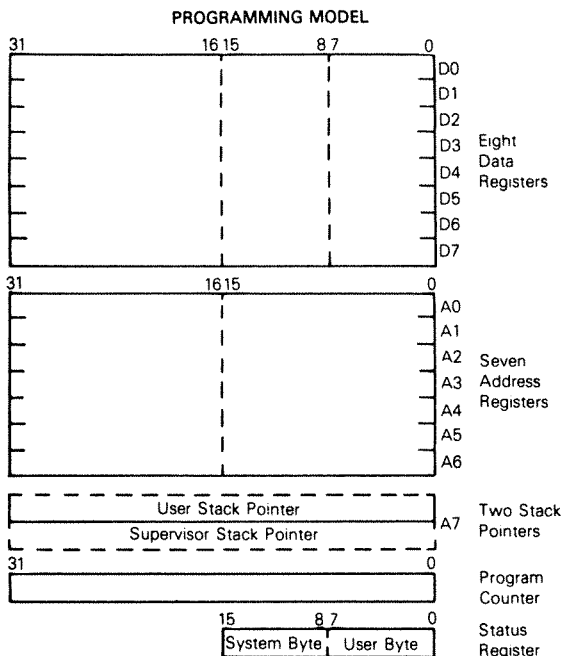 PROGRAMMING MODEL
31 16 15 8 7 0
D0
D1
D2
D3 Eight
D4 Data
D5 Registers
D6
D7
31 16 15 0
A0
A1
A2 Seven
A3 Address
A4 Registers
A5
A6
User Stack Pointer
A7 Two Stack
Supervisor Stack Pointer Pointers
31 0
Program
Counter
15 8 7 0
System Byte User Byte Status
Register